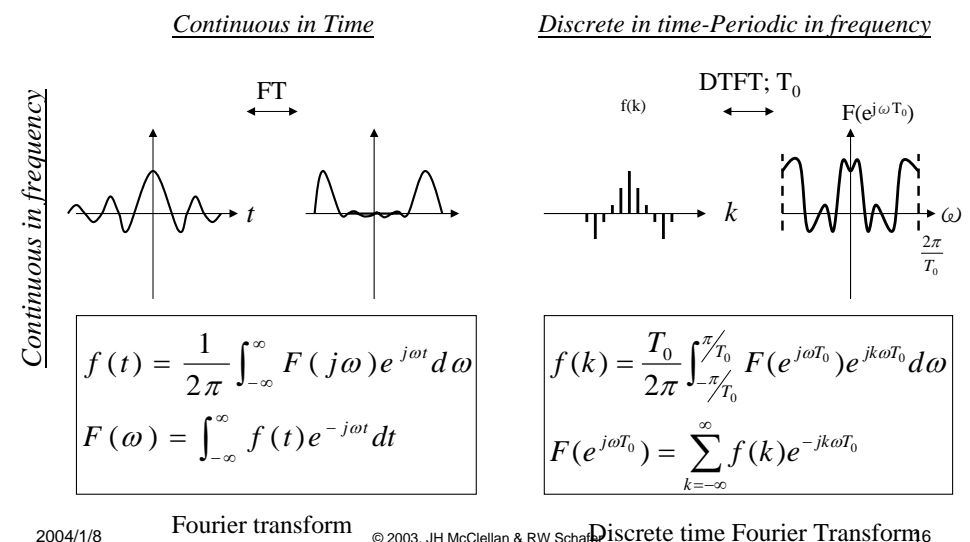 Continuous in Time
Discrete in time-Periodic in frequency
Continuous in frequency
FT
t
DTFT; T₀
f(k)
F(e^{jωT₀})
k
ω
2π/T₀
f(t) = 1/2π ∫_{-∞}^{∞} F(jω)e^{jωt}dω
F(ω) = ∫_{-∞}^{∞} f(t)e^{-jωt}dt
f(k) = T₀/2π ∫_{-π/T₀}^{π/T₀} F(e^{jωT₀})e^{jkωT₀}dω
F(e^{jωT₀}) = ∑_{k=-∞}^{∞} f(k)e^{-jkωT₀}
Fourier transform
Discrete time Fourier Transform
2004/1/8
© 2003, JH McClellan & RW Schafer
16